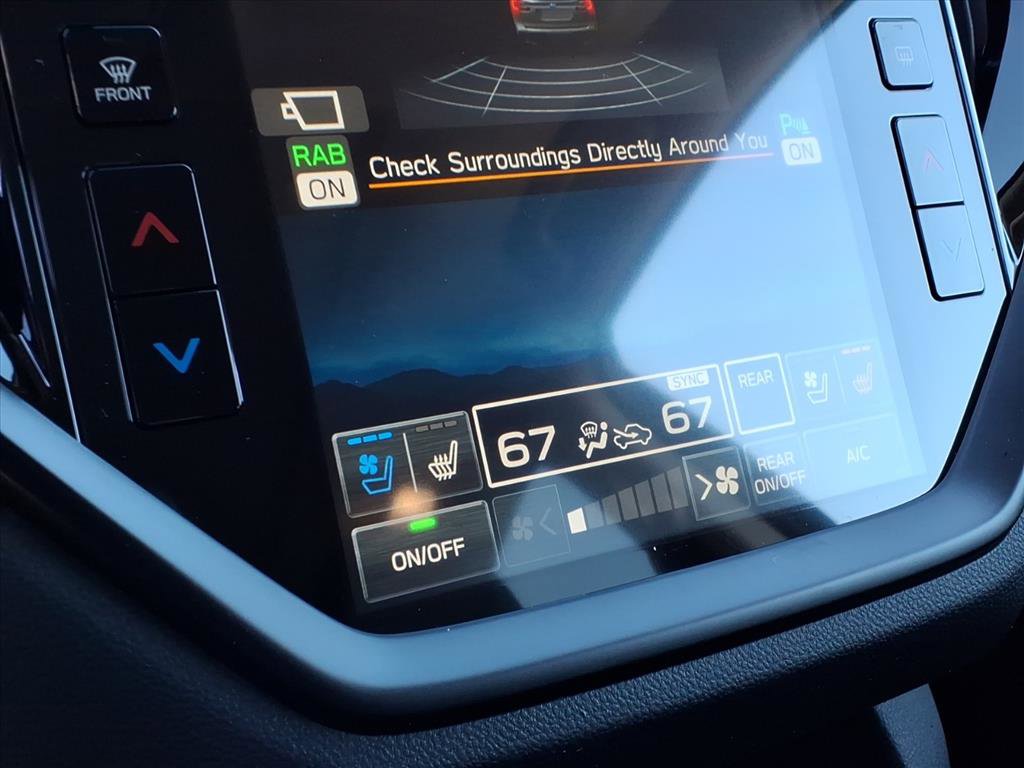 FRONT
RAB
ON
Check Surroundings Directly Around You
P
ON
67
SYNC
67
REAR
ON/OFF
REAR
ON/OFF
A/C